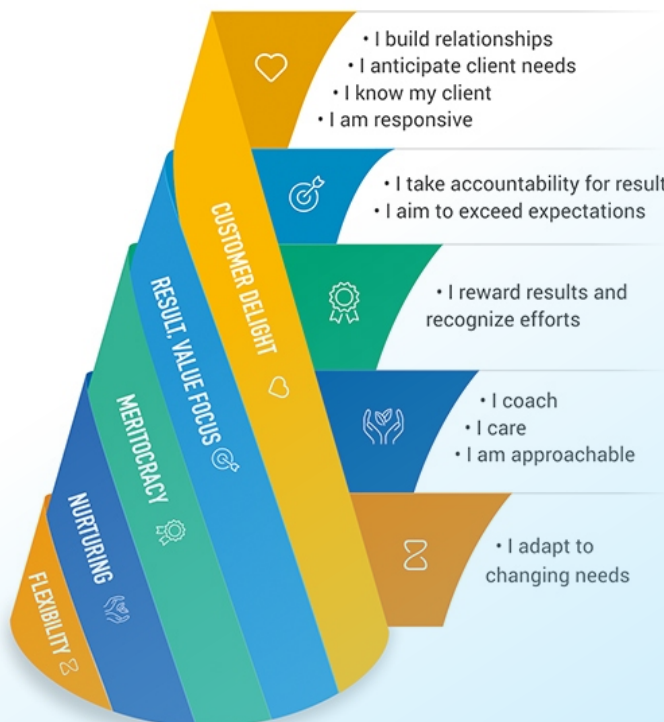 • I build relationships
• I anticipate client needs
• I know my client
• I am responsive
• I take accountability for result
• I aim to exceed expectations
• I reward results and
recognize efforts
• I coach
• I care
• I am approachable
• I adapt to
changing needs
CUSTOMER DELIGHT
RESULT, VALUE FOCUS
MERITOCRACY
NURTURING
FLEXIBILITY